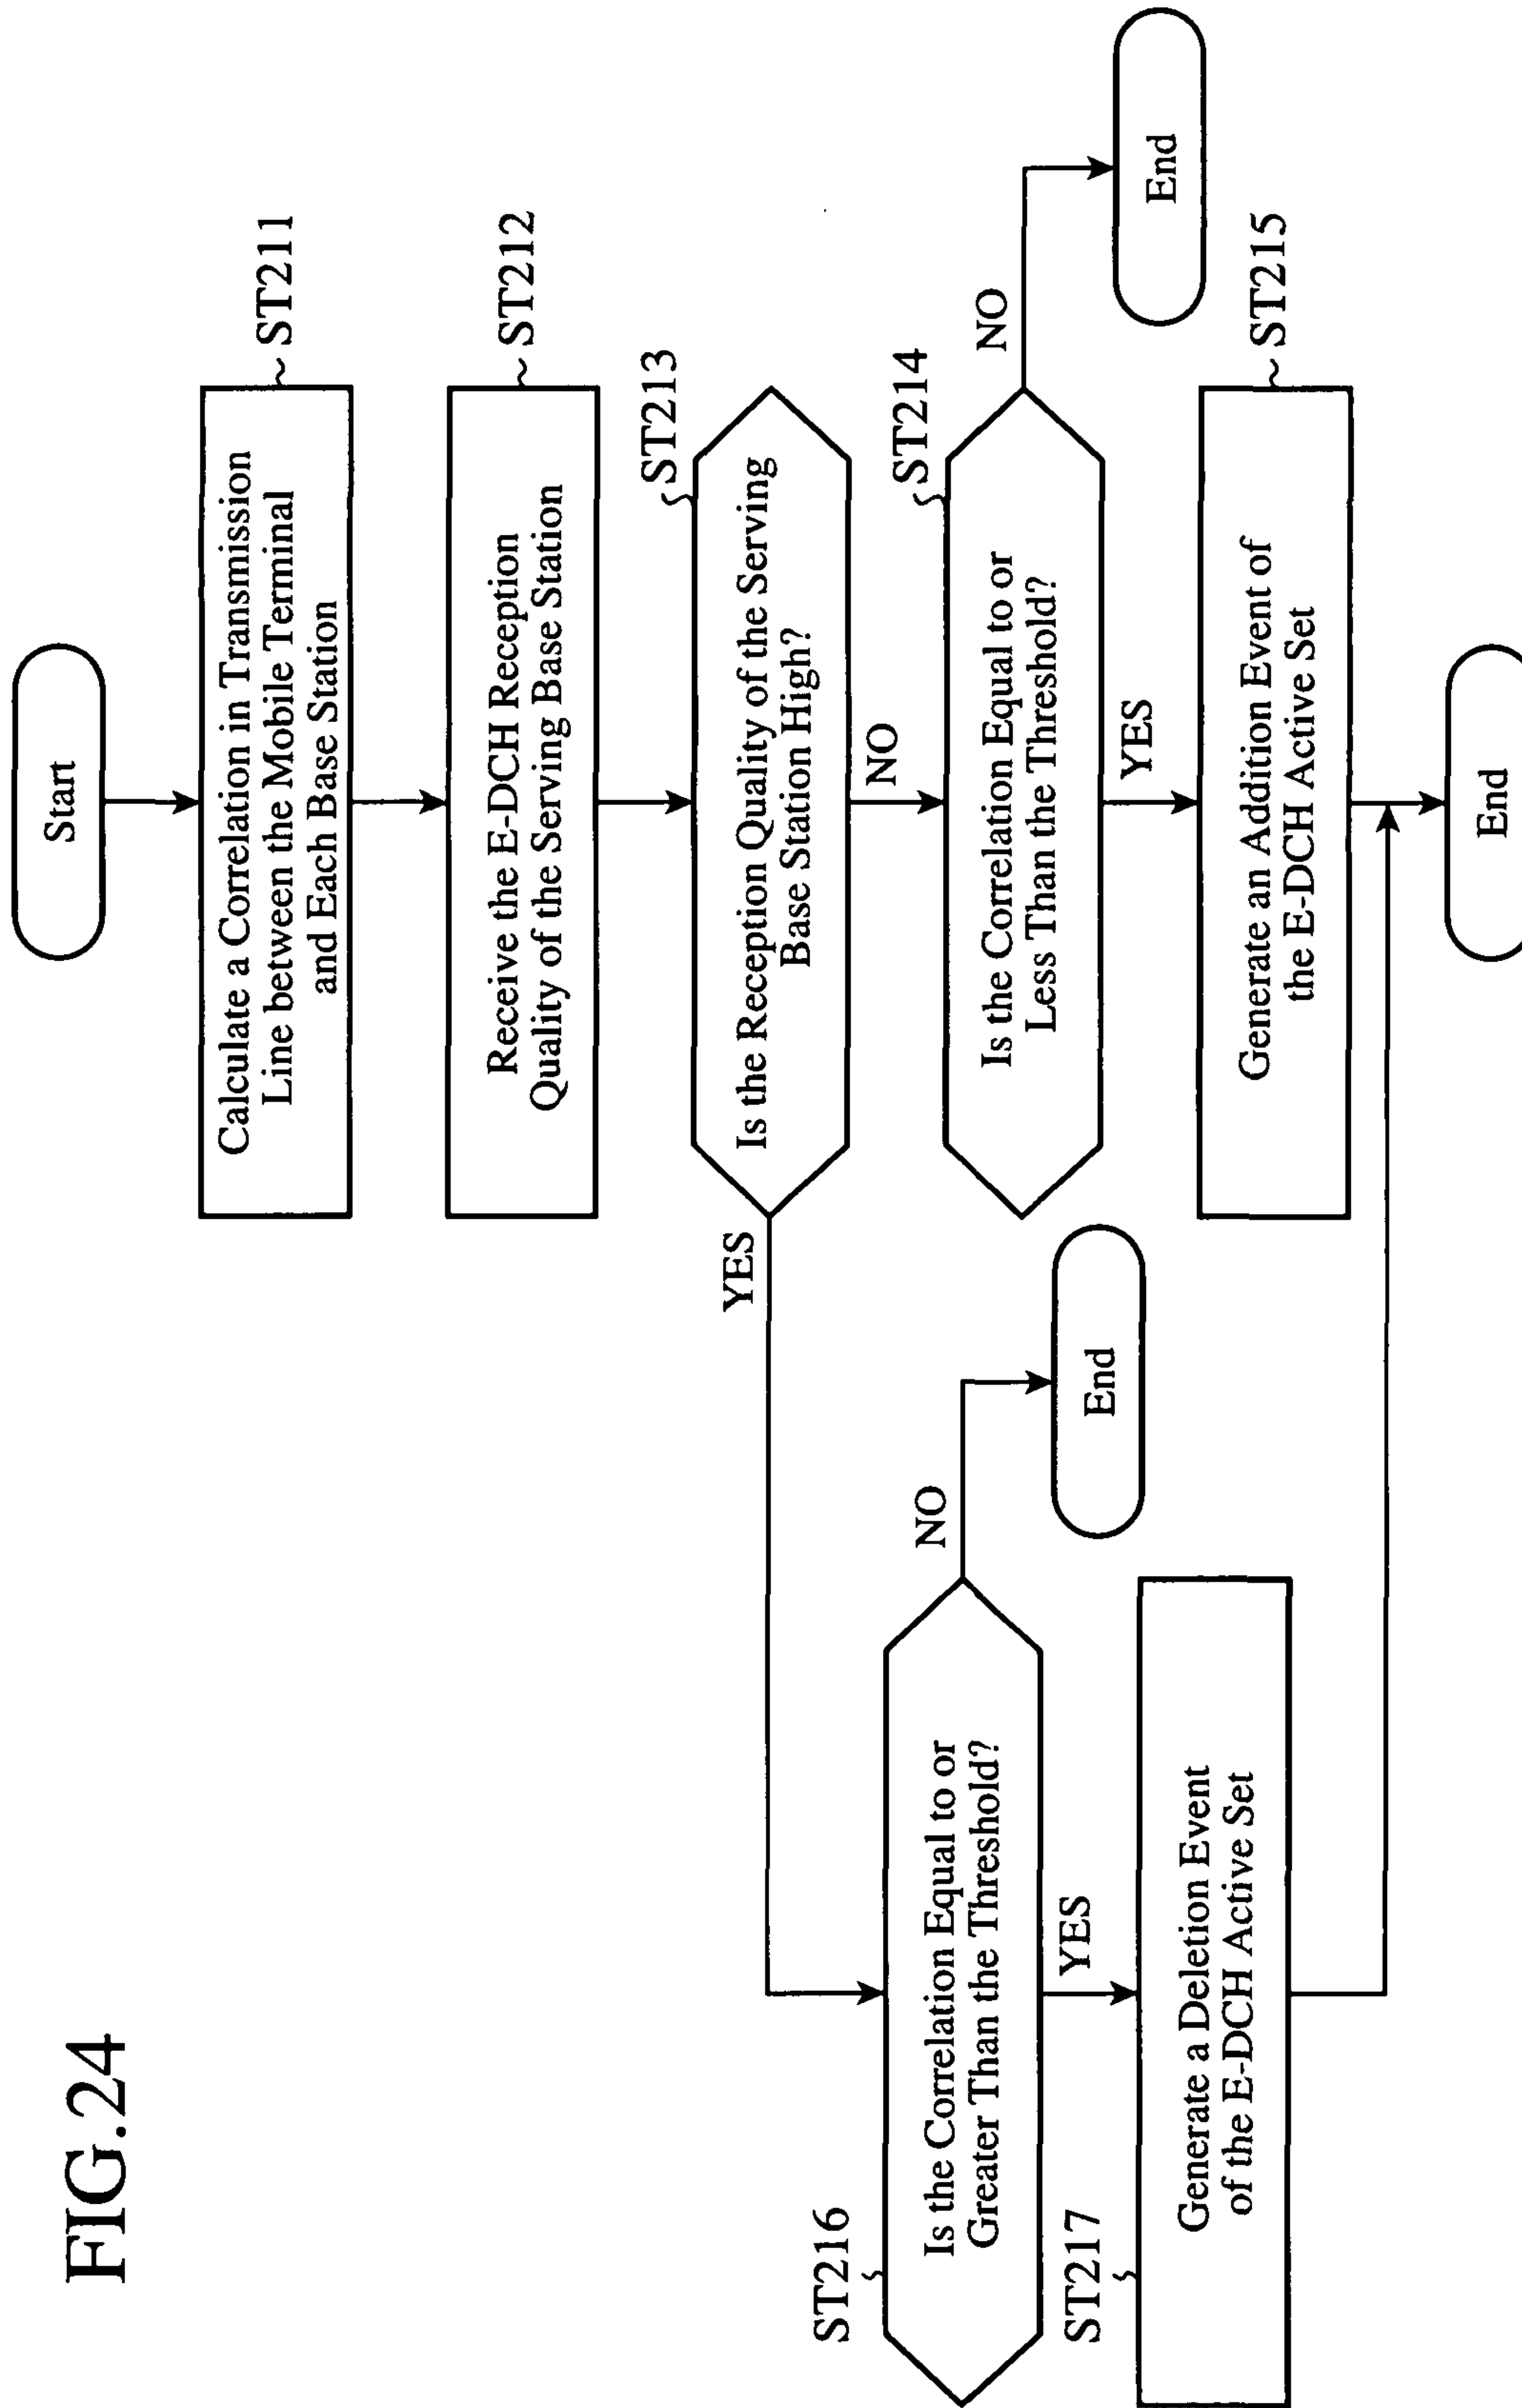 FIG.24
Start
Calculate a Correlation in Transmission
Line between the Mobile Terminal
and Each Base Station
ST211
Receive the E-DCH Reception
Quality of the Serving Base Station
ST212
ST213
Is the Reception Quality of the Serving
Base Station High?
YES
NO
ST214
Is the Correlation Equal to or
Less Than the Threshold?
NO
End
YES
Generate an Addition Event of
the E-DCH Active Set
ST215
ST216
Is the Correlation Equal to or
Greater Than the Threshold?
NO
End
YES
ST217
Generate a Deletion Event
of the E-DCH Active Set
End